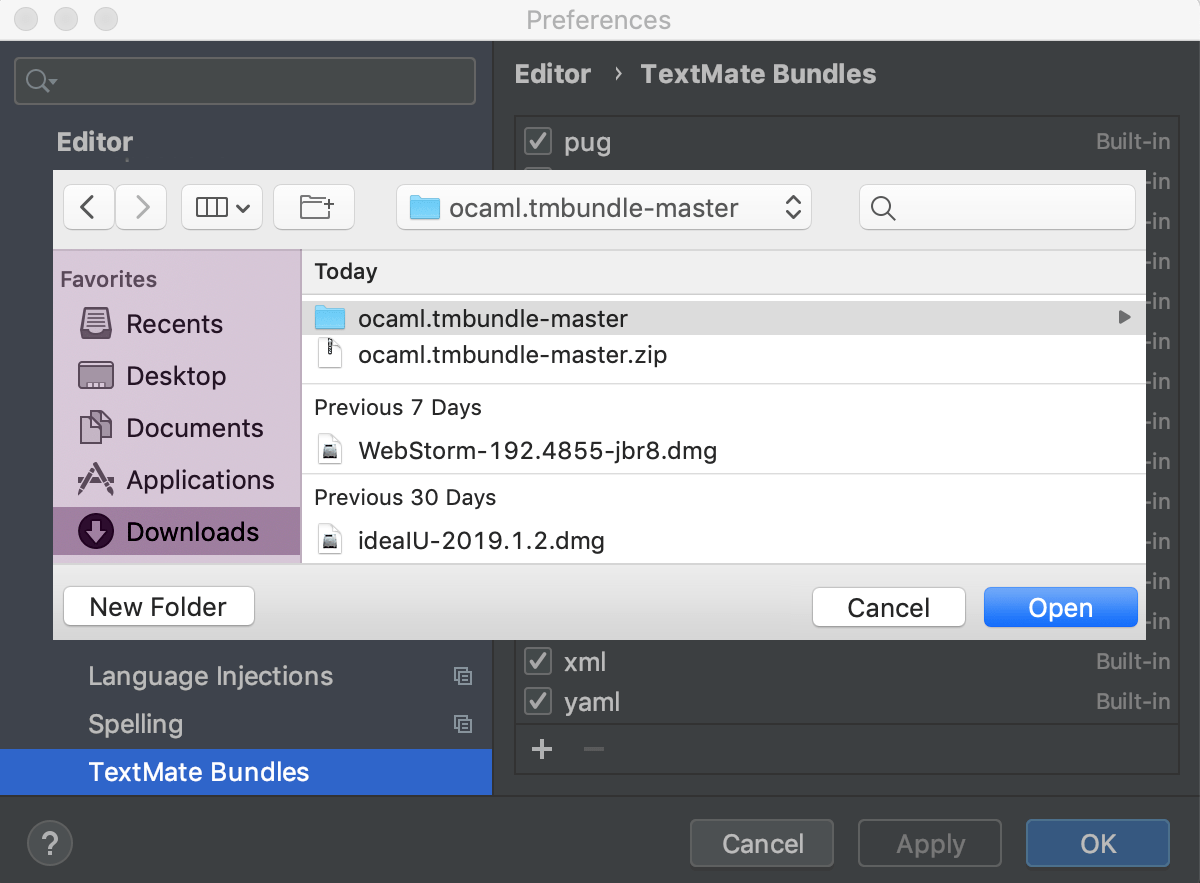 Preferences
Editor › TextMate Bundles
Editor
pug Built-in
-in
ocaml.tmbundle-master
-in
-in
Favorites
Recents
Desktop
Documents
Applications
Downloads
Today
ocaml.tmbundle-master
ocaml.tmbundle-master.zip
Previous 7 Days
WebStorm-192.4855-jbr8.dmg
Previous 30 Days
ideaIU-2019.1.2.dmg
-in
-in
-in
-in
-in
-in
-in
-in
-in
New Folder
Cancel
Open
Language Injections
Spelling
TextMate Bundles
xml Built-in
yaml Built-in
+ −
?
Cancel
Apply
OK